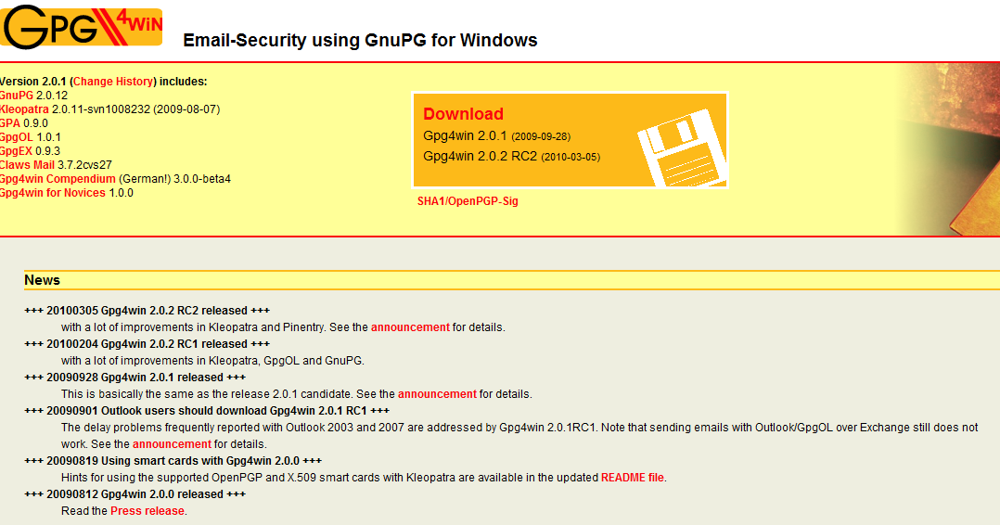 GPG4WiN
Email-Security using GnuPG for Windows
Version 2.0.1 (Change History) includes:
GnuPG 2.0.12
Kleopatra 2.0.11-svn1008232 (2009-08-07)
GPA 0.9.0
GpgOL 1.0.1
GpgEX 0.9.3
Claws Mail 3.7.2cvs27
Gpg4win Compendium (German!) 3.0.0-beta4
Gpg4win for Novices 1.0.0
Download
Gpg4win 2.0.1 (2009-09-28)
Gpg4win 2.0.2 RC2 (2010-03-05)
SHA1/OpenPGP-Sig
News
+++ 20100305 Gpg4win 2.0.2 RC2 released +++
with a lot of improvements in Kleopatra and Pinentry. See the announcement for details.
+++ 20100204 Gpg4win 2.0.2 RC1 released +++
with a lot of improvements in Kleopatra, GpgOL and GnuPG.
+++ 20090928 Gpg4win 2.0.1 released +++
This is basically the same as the release 2.0.1 candidate. See the announcement for details.
+++ 20090901 Outlook users should download Gpg4win 2.0.1 RC1 +++
The delay problems frequently reported with Outlook 2003 and 2007 are addressed by Gpg4win 2.0.1RC1. Note that sending emails with Outlook/GpgOL over Exchange still does not
work. See the announcement for details.
+++ 20090819 Using smart cards with Gpg4win 2.0.0 +++
Hints for using the supported OpenPGP and X.509 smart cards with Kleopatra are available in the updated README file.
+++ 20090812 Gpg4win 2.0.0 released +++
Read the Press release.